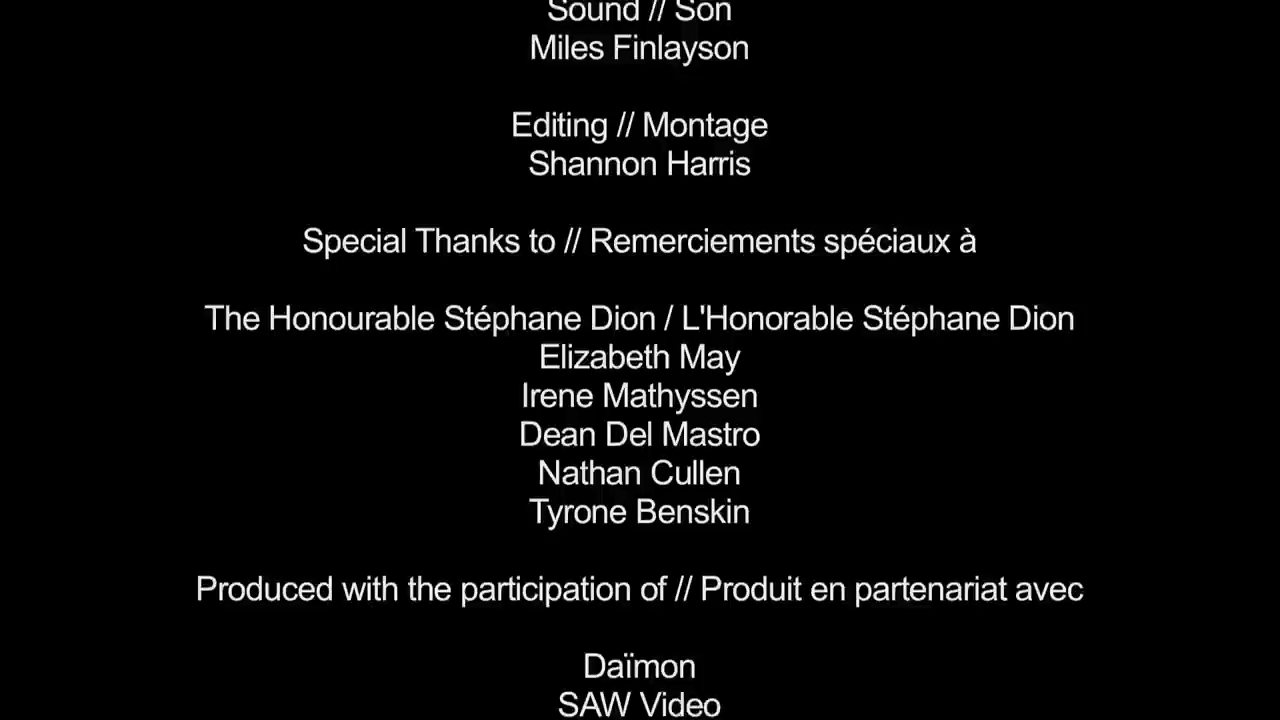 Sound // Son
Miles Finlayson
Editing // Montage
Shannon Harris
Special Thanks to // Remerciements spéciaux à
The Honourable Stéphane Dion / L'Honorable Stéphane Dion
Elizabeth May
Irene Mathyssen
Dean Del Mastro
Nathan Cullen
Tyrone Benskin
Produced with the participation of // Produit en partenariat avec
Daïmon
SAW Video